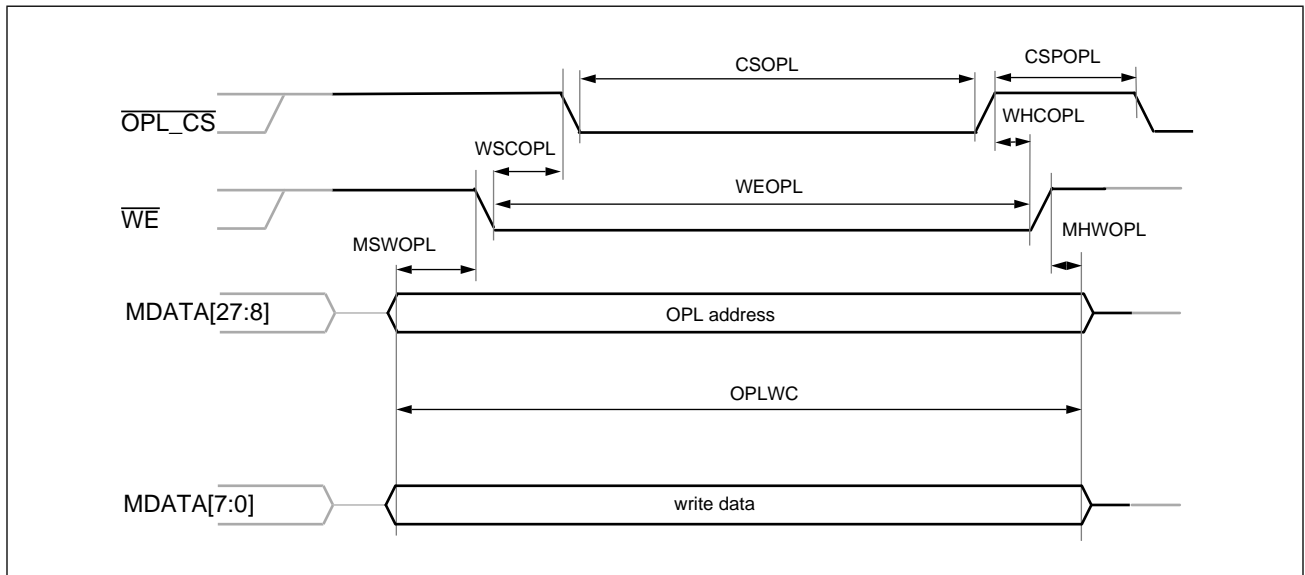 CSOPL
CSPOPL
OPL_CS
WHCOPL
WSCOPL
WEOPL
WE
MSWOPL
MHWOPL
MDATA[27:8]
OPL address
OPLWC
MDATA[7:0]
write data